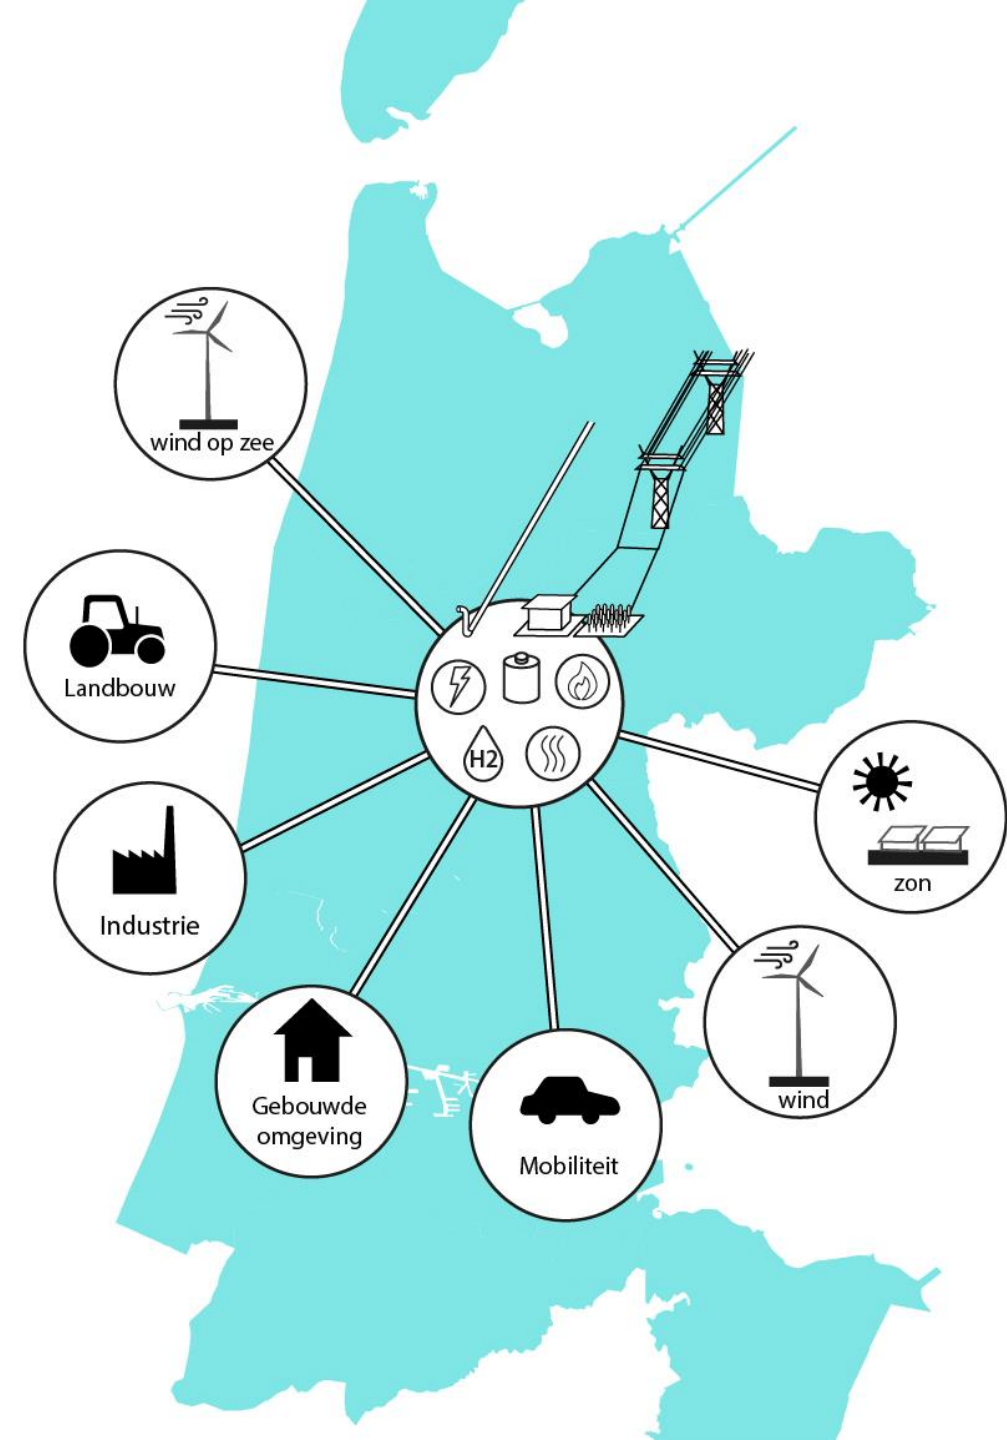 wind op zee
Landbouw
H2
zon
Industrie
Gebouwde
omgeving
wind
Mobiliteit